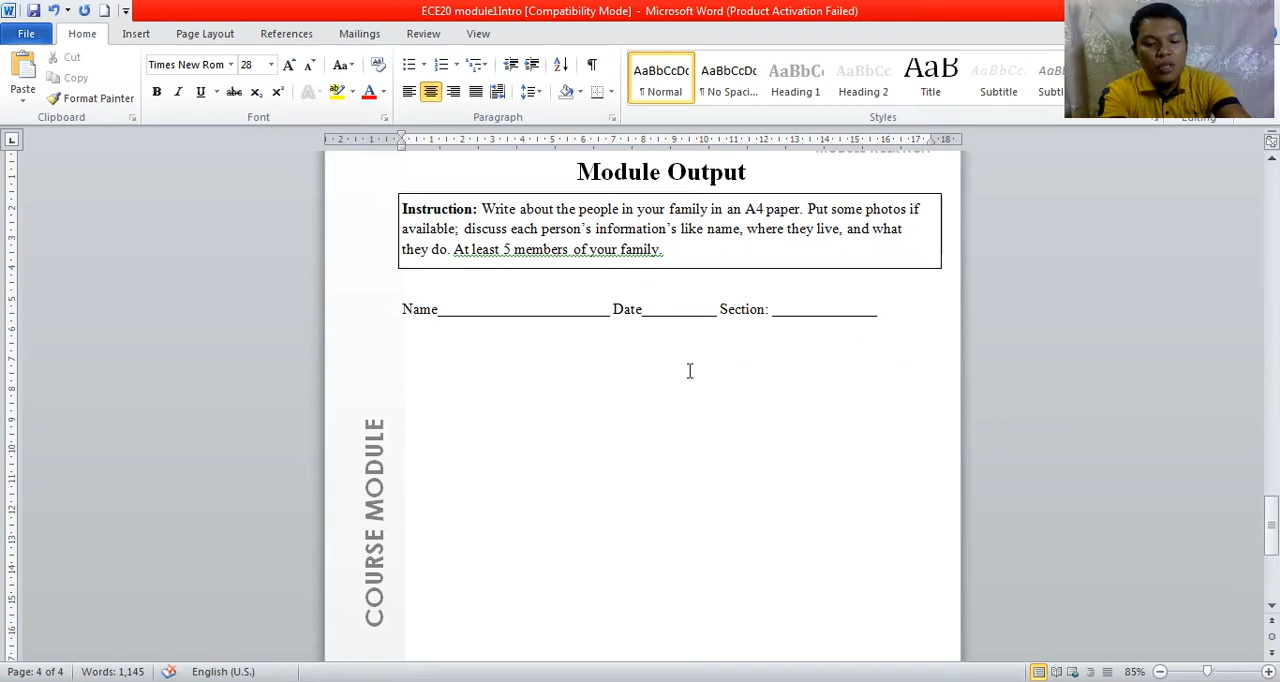 ECE20 module1Intro [Compatibility Mode] - Microsoft Word (Product Activation Failed)
File Home Insert Page Layout References Mailings Review View
Cut
Copy
Format Painter
Paste
Clipboard
Times New Rom 28
Font
Paragraph
AaBbCcDc AaBbCcDc AaBbC AaBbCc AaB AaBbCc
¶ Normal ¶ No Spaci... Heading 1 Heading 2 Title Subtitle
Styles
Module Output
Instruction: Write about the people in your family in an A4 paper. Put some photos if
available; discuss each person's information's like name, where they live, and what
they do. At least 5 members of your family.
Name_______________________ Date__________ Section: ______________
COURSE MODULE
Page: 4 of 4 Words: 1,145 English (U.S.) 85%